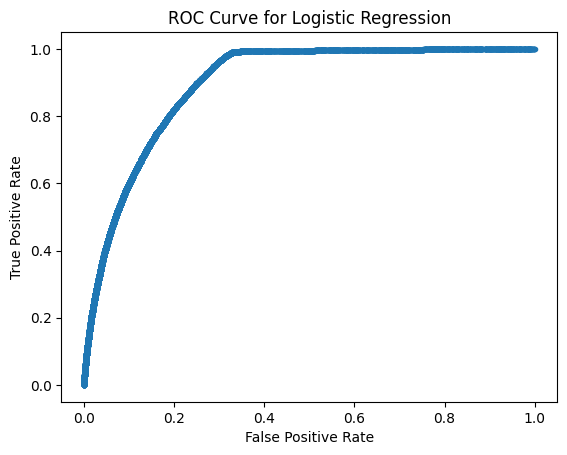 ROC Curve for Logistic Regression
True Positive Rate
1.0
0.8
0.6
0.4
0.2
0.0
0.0 0.2 0.4 0.6 0.8 1.0
False Positive Rate